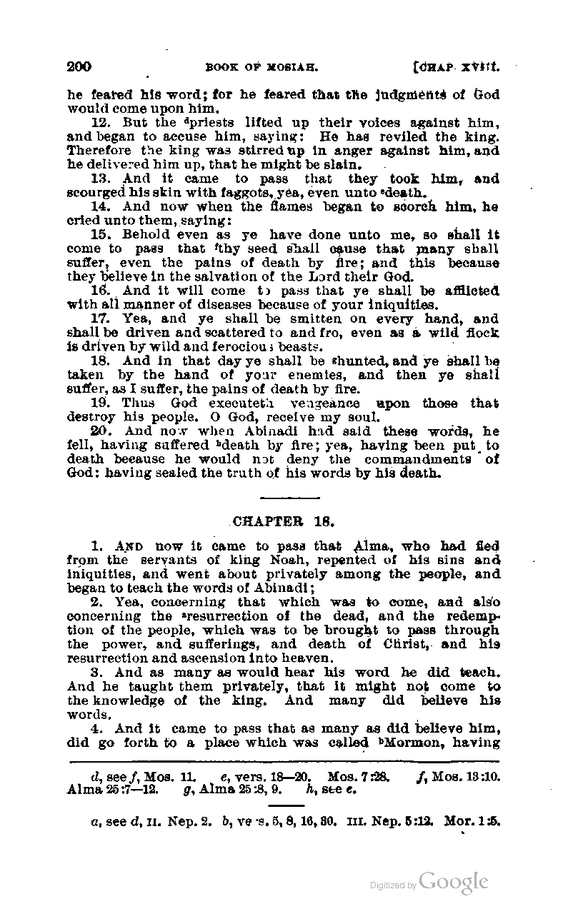 200 BOOK OF MOSIAH. [CHAP. XVIII.
he feared his word; for he feared that the judgments of God
would come upon him.
12. But the dpriests lifted up their voices against him,
and began to accuse him, saying: He has reviled the king.
Therefore the king was stirred up in anger against him, and
he delivered him up, that he might be slain.
13. And it came to pass that they took him, and
scourged his skin with faggots, yea, even unto edeath.
14. And now when the flames began to scorch him, he
cried unto them, saying:
15. Behold even as ye have done unto me, so shall it
come to pass that fthy seed shall cause that many shall
suffer, even the pains of death by fire; and this because
they believe in the salvation of the Lord their God.
16. And it will come to pass that ye shall be afflicted
with all manner of diseases because of your iniquities.
17. Yea, and ye shall be smitten on every hand, and
shall be driven and scattered to and fro, even as a wild flock
is driven by wild and ferocious beasts.
18. And in that day ye shall be ghunted, and ye shall be
taken by the hand of your enemies, and then ye shall
suffer, as I suffer, the pains of death by fire.
19. Thus God executeth vengeance upon those that
destroy his people. O God, receive my soul.
20. And now when Abinadi had said these words, he
fell, having suffered hdeath by fire; yea, having been put to
death because he would not deny the commandments of
God: having sealed the truth of his words by his death.
CHAPTER 18.
1. AND now it came to pass that Alma, who had fled
from the servants of king Noah, repented of his sins and
iniquities, and went about privately among the people, and
began to teach the words of Abinadi;
2. Yea, concerning that which was to come, and also
concerning the aresurrection of the dead, and the redemp-
tion of the people, which was to be brought to pass through
the power, and sufferings, and death of Christ, and his
resurrection and ascension into heaven.
3. And as many as would hear his word he did teach.
And he taught them privately, that it might not come to
the knowledge of the king. And many did believe his
words.
4. And it came to pass that as many as did believe him,
did go forth to a place which was called bMormon, having
d, see f, Mos. 11. e, vers. 18—20. Mos. 7:28. f, Mos. 13:10.
Alma 25:7—12. g, Alma 25:8, 9. h, see e.
a, see d, II. Nep. 2. b, vers. 5, 8, 16, 30. III. Nep. 5:12. Mor. 1:5.
Digitized by Google